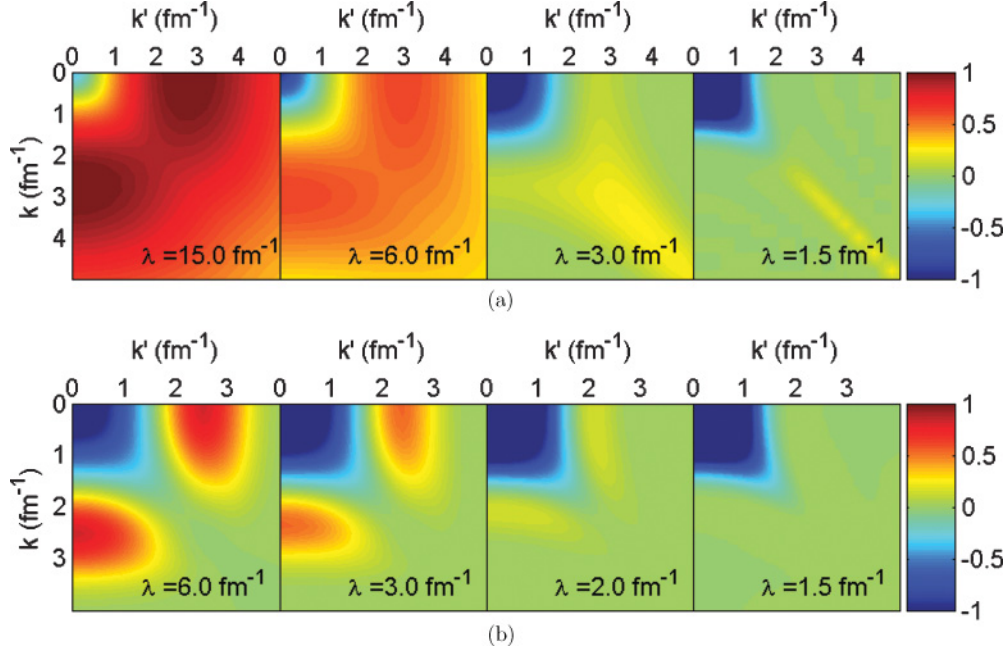 k' (fm-1) k' (fm-1) k' (fm-1) k' (fm-1)
0 1 2 3 4 0 1 2 3 4 0 1 2 3 4 0 1 2 3 4
0
1
2
3
4
k (fm-1)
λ =15.0 fm-1 λ =6.0 fm-1 λ =3.0 fm-1 λ =1.5 fm-1
1
0.5
0
-0.5
-1
(a)
k' (fm-1) k' (fm-1) k' (fm-1) k' (fm-1)
0 1 2 3 0 1 2 3 0 1 2 3 0 1 2 3
0
1
2
3
k (fm-1)
λ =6.0 fm-1 λ =3.0 fm-1 λ =2.0 fm-1 λ =1.5 fm-1
1
0.5
0
-0.5
-1
(b)